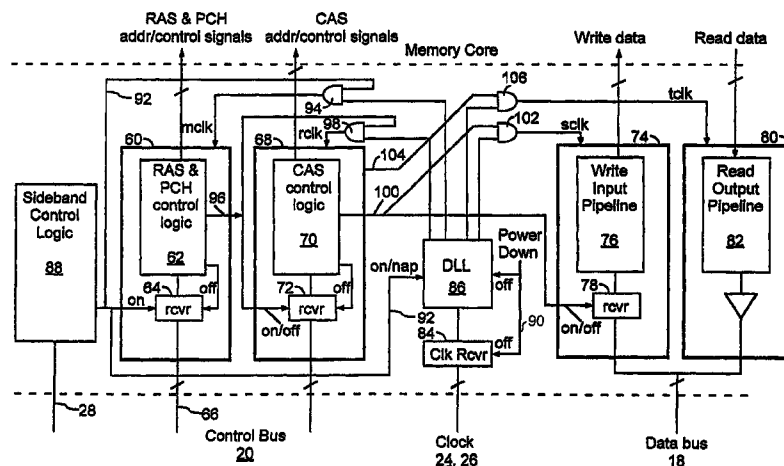 RAS & PCH
addr/control signals
CAS
addr/control signals
Write data
Read data
Memory Core
92
94
98
106
102
mclk
rclk
tclk
sclk
60
68
104
100
74
80
RAS &
PCH
control
logic
62
96
CAS
control
logic
70
Write
Input
Pipeline
76
Read
Output
Pipeline
82
Sideband
Control
Logic
88
on/nap
DLL
86
Power
Down
off
64
off
72
off
78
on
rcvr
rcvr
on/off
92
84
Clk Rcvr
off
90
rcvr
on/off
28
66
Control Bus
20
Clock
24, 26
Data bus
18